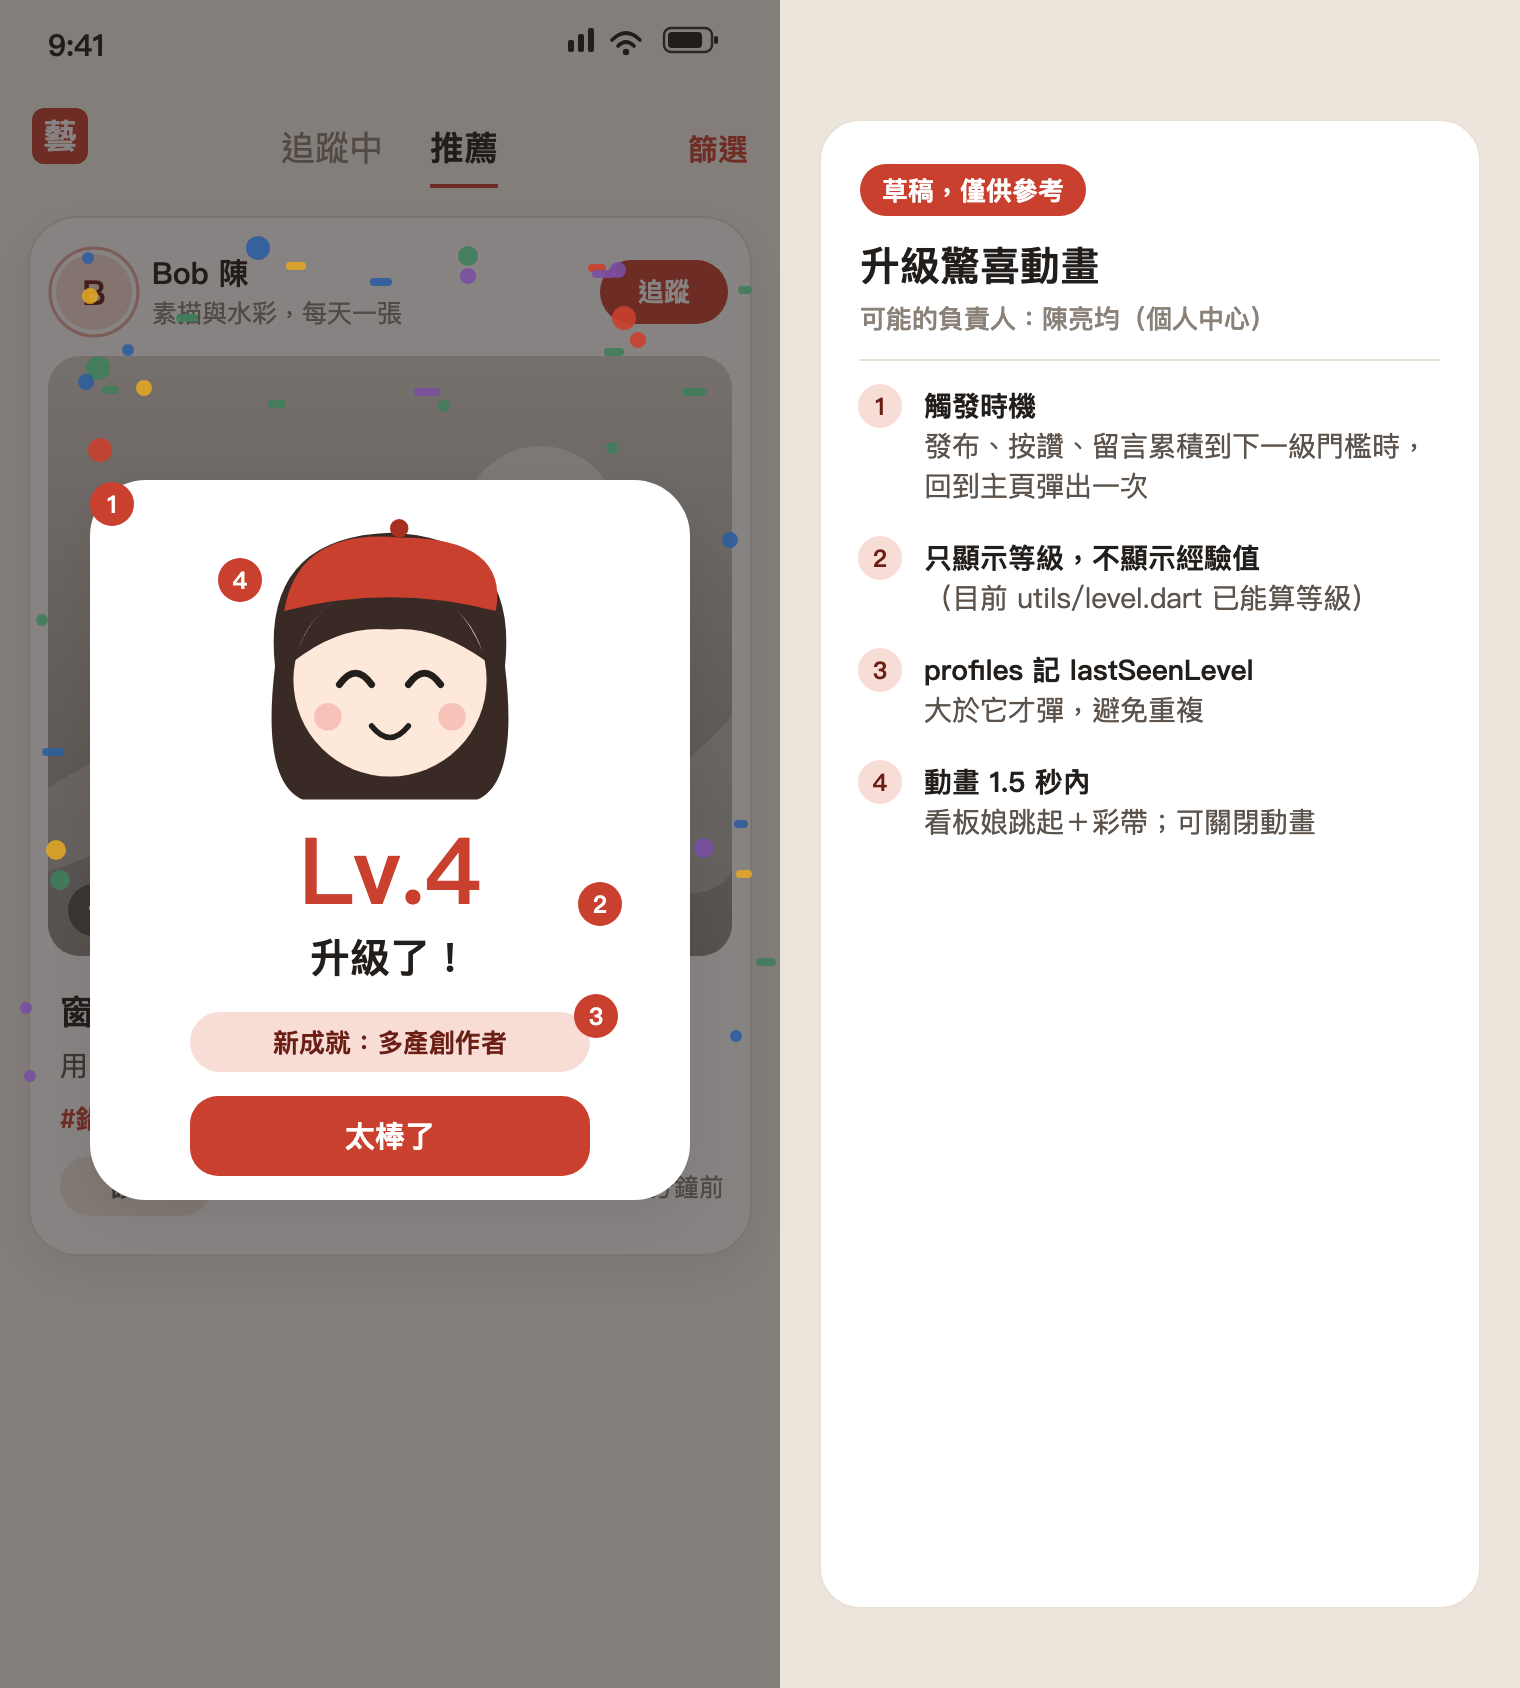 9:41
藝
追蹤中
推薦
篩選
B
Bob 陳
素描與水彩，每天一張
追蹤
1
4
Lv.4
2
升級了！
3
新成就：多產創作者
太棒了
窗
用
#鉛
鐘前
草稿，僅供參考
升級驚喜動畫
可能的負責人：陳亮均（個人中心）
1
觸發時機
發布、按讚、留言累積到下一級門檻時，
回到主頁彈出一次
2
只顯示等級，不顯示經驗值
（目前 utils/level.dart 已能算等級）
3
profiles 記 lastSeenLevel
大於它才彈，避免重複
4
動畫 1.5 秒內
看板娘跳起＋彩帶；可關閉動畫